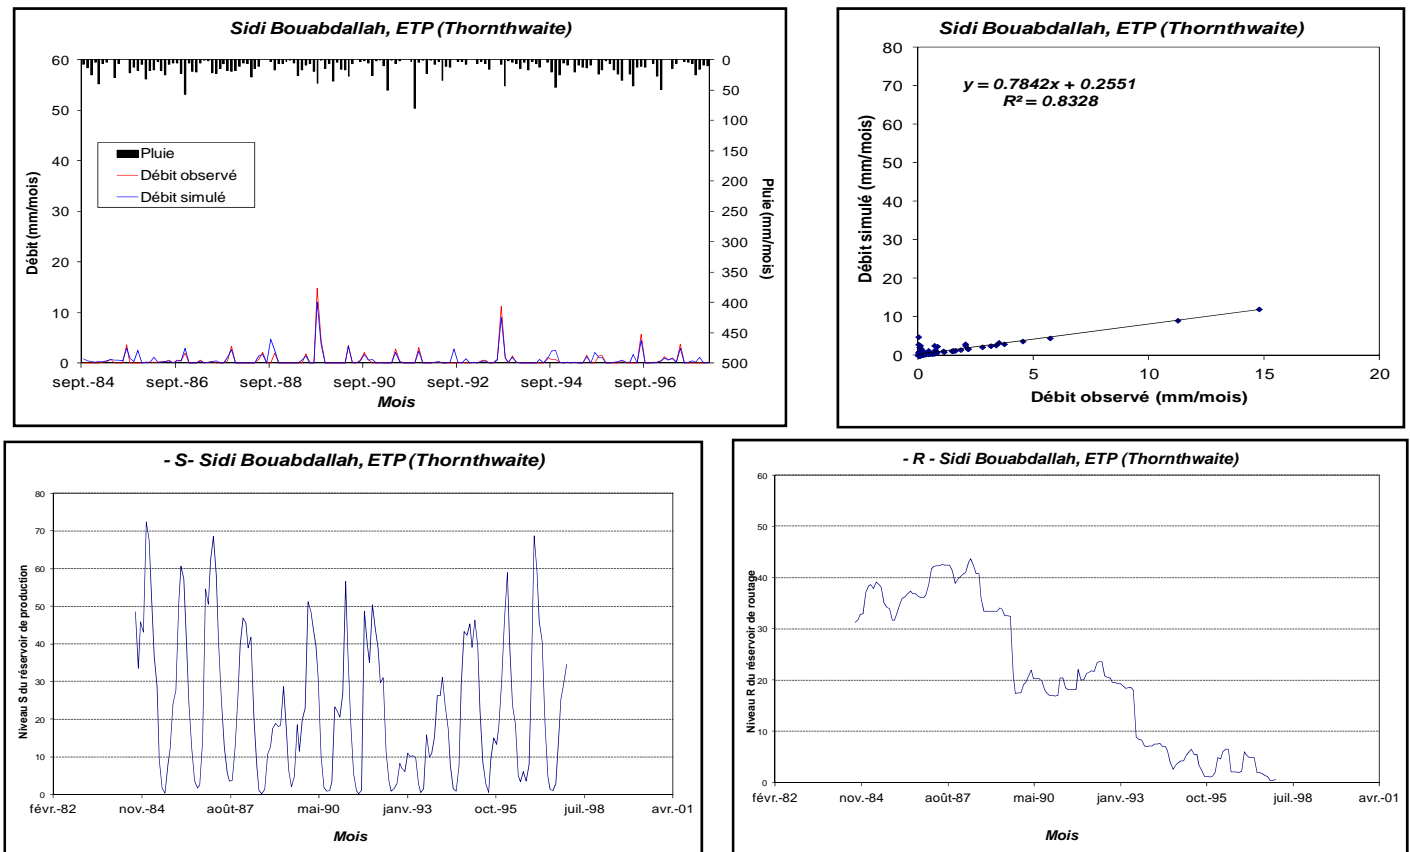 Sidi Bouabdallah, ETP (Thornthwaite)
60
50
40
30
20
10
0
Débit (mm/mois)
0
50
100
150
200
250
300
350
400
450
500
Pluie (mm/mois)
Pluie
Débit observé
Débit simulé
sept.-84
sept.-86
sept.-88
sept.-90
sept.-92
sept.-94
sept.-96
Mois
Sidi Bouabdallah, ETP (Thornthwaite)
80
70
60
50
40
30
20
10
0
Débit simulé (mm/mois)
y = 0.7842x + 0.2551
R² = 0.8328
0
5
10
15
20
Débit observé (mm/mois)
- S- Sidi Bouabdallah, ETP (Thornthwaite)
80
70
60
50
40
30
20
10
0
Niveau S du réservoir de production
févr.-82
nov.-84
août-87
mai-90
janv.-93
oct.-95
juil.-98
avr.-01
Mois
- R - Sidi Bouabdallah, ETP (Thornthwaite)
60
50
40
30
20
10
0
Niveau R du réservoir de routage
févr.-82
nov.-84
août-87
mai-90
janv.-93
oct.-95
juil.-98
avr.-01
Mois